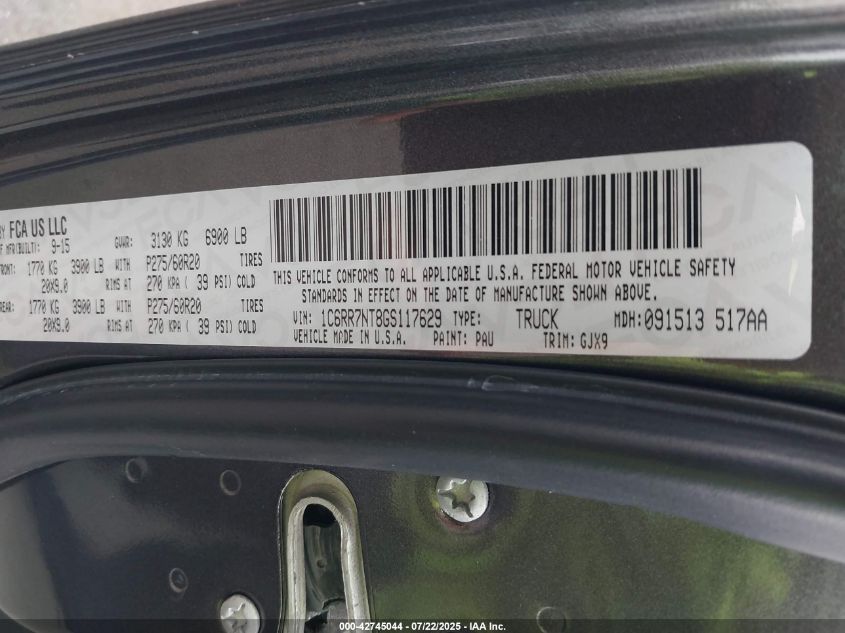 BY FCA US LLC
OF MFR(BUILT): 9-15 GVWR: 3130 KG 6900 LB
FRONT: 1770 KG 3900 LB WITH P275/60R20 TIRES
20X9.0 RIMS AT 270 KPA ( 39 PSI) COLD
REAR: 1770 KG 3900 LB WITH P275/60R20 TIRES
20X9.0 RIMS AT 270 KPA ( 39 PSI) COLD
THIS VEHICLE CONFORMS TO ALL APPLICABLE U.S.A. FEDERAL MOTOR VEHICLE SAFETY
STANDARDS IN EFFECT ON THE DATE OF MANUFACTURE SHOWN ABOVE.
VIN: 1C6RR7NT8GS117629 TYPE: TRUCK MDH:091513 517AA
VEHICLE MADE IN U.S.A. PAINT: PAU TRIM: GJX9
000-42745044 / 07/22/2025 - IAA Inc.